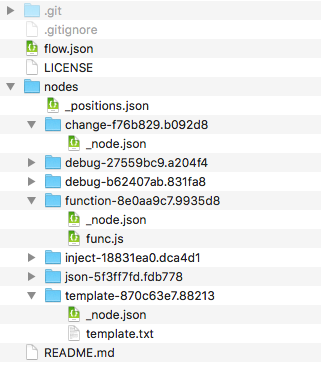 .git
.gitignore
flow.json
LICENSE
nodes
_positions.json
change-f76b829.b092d8
_node.json
debug-27559bc9.a204f4
debug-b62407ab.831fa8
function-8e0aa9c7.9935d8
_node.json
func.js
inject-18831ea0.dca4d1
json-5f3ff7fd.fdb778
template-870c63e7.88213
_node.json
template.txt
README.md